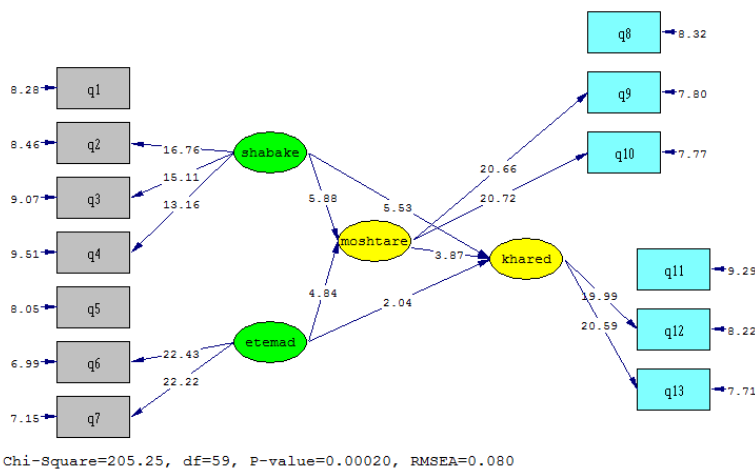 q8
8.32
8.28
q1
q9
7.80
8.46
q2
16.76
shabake
q10
7.77
15.11
20.66
9.07
q3
13.16
5.88
5.53
20.72
9.51
q4
moshtare
3.87
khared
q11
9.29
8.05
q5
4.84
2.04
19.99
q12
8.22
20.59
6.99
q6
22.43
etemad
22.22
q13
7.71
7.15
q7
Chi-Square=205.25, df=59, P-value=0.00020, RMSEA=0.080